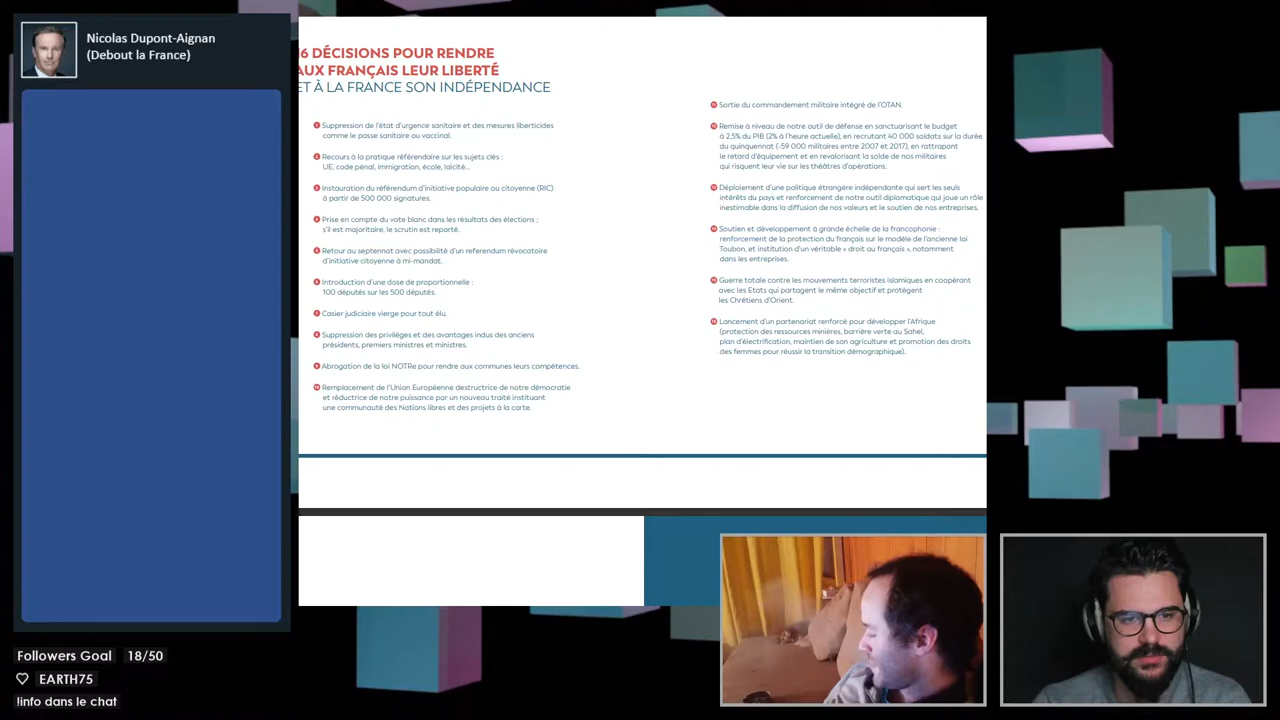 Nicolas Dupont-Aignan
(Debout la France)
16 DÉCISIONS POUR RENDRE
AUX FRANÇAIS LEUR LIBERTÉ
ET À LA FRANCE SON INDÉPENDANCE
1 Suppression de l'état d'urgence sanitaire et des mesures liberticides
comme le passe sanitaire ou vaccinal.
2 Recours à la pratique référendaire sur les sujets clés :
UE, code pénal, immigration, école, laïcité...
3 Instauration du référendum d'initiative populaire ou citoyenne (RIC)
à partir de 500 000 signatures.
4 Prise en compte du vote blanc dans les résultats des élections ;
s'il est majoritaire, le scrutin est reporté.
5 Retour au septennat avec possibilité d'un referendum révocatoire
d'initiative citoyenne à mi-mandat.
6 Introduction d'une dose de proportionnelle :
100 députés sur les 500 députés.
7 Casier judiciaire vierge pour tout élu.
8 Suppression des privilèges et des avantages indus des anciens
présidents, premiers ministres et ministres.
9 Abrogation de la loi NOTRe pour rendre aux communes leurs compétences.
10 Remplacement de l'Union Européenne destructrice de notre démocratie
et réductrice de notre puissance par un nouveau traité instituant
une communauté des Nations libres et des projets à la carte.
11 Sortie du commandement militaire intégré de l'OTAN.
12 Remise à niveau de notre outil de défense en sanctuarisant le budget
à 2,5% du PIB (2% à l'heure actuelle), en recrutant 40 000 soldats sur la durée
du quinquennat (-59 000 militaires entre 2007 et 2017), en rattrapant
le retard d'équipement et en revalorisant la solde de nos militaires
qui risquent leur vie sur les théâtres d'opérations.
13 Déploiement d'une politique étrangère indépendante qui sert les seuls
intérêts du pays et renforcement de notre outil diplomatique qui joue un rôle
inestimable dans la diffusion de nos valeurs et le soutien de nos entreprises.
14 Soutien et développement à grande échelle de la francophonie :
renforcement de la protection du français sur le modèle de l'ancienne loi
Toubon, et institution d'un véritable « droit au français », notamment
dans les entreprises.
15 Guerre totale contre les mouvements terroristes islamiques en coopérant
avec les Etats qui partagent le même objectif et protègent
les Chrétiens d'Orient.
16 Lancement d'un partenariat renforcé pour développer l'Afrique
(protection des ressources minières, barrière verte au Sahel,
plan d'électrification, maintien de son agriculture et promotion des droits
des femmes pour réussir la transition démographique).
Followers Goal 18/50
EARTH75
!info dans le chat